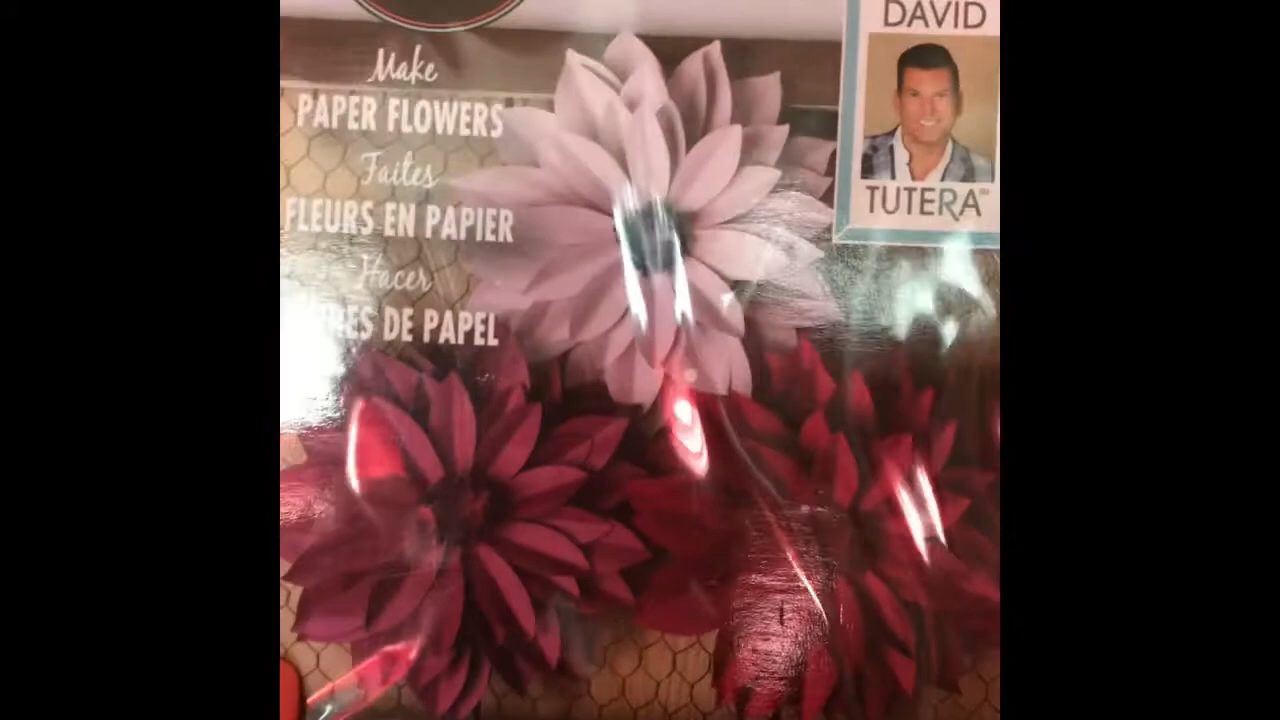 DAVID
TUTERA
Make
PAPER FLOWERS
Faites
FLEURS EN PAPIER
Hacer
DE PAPEL